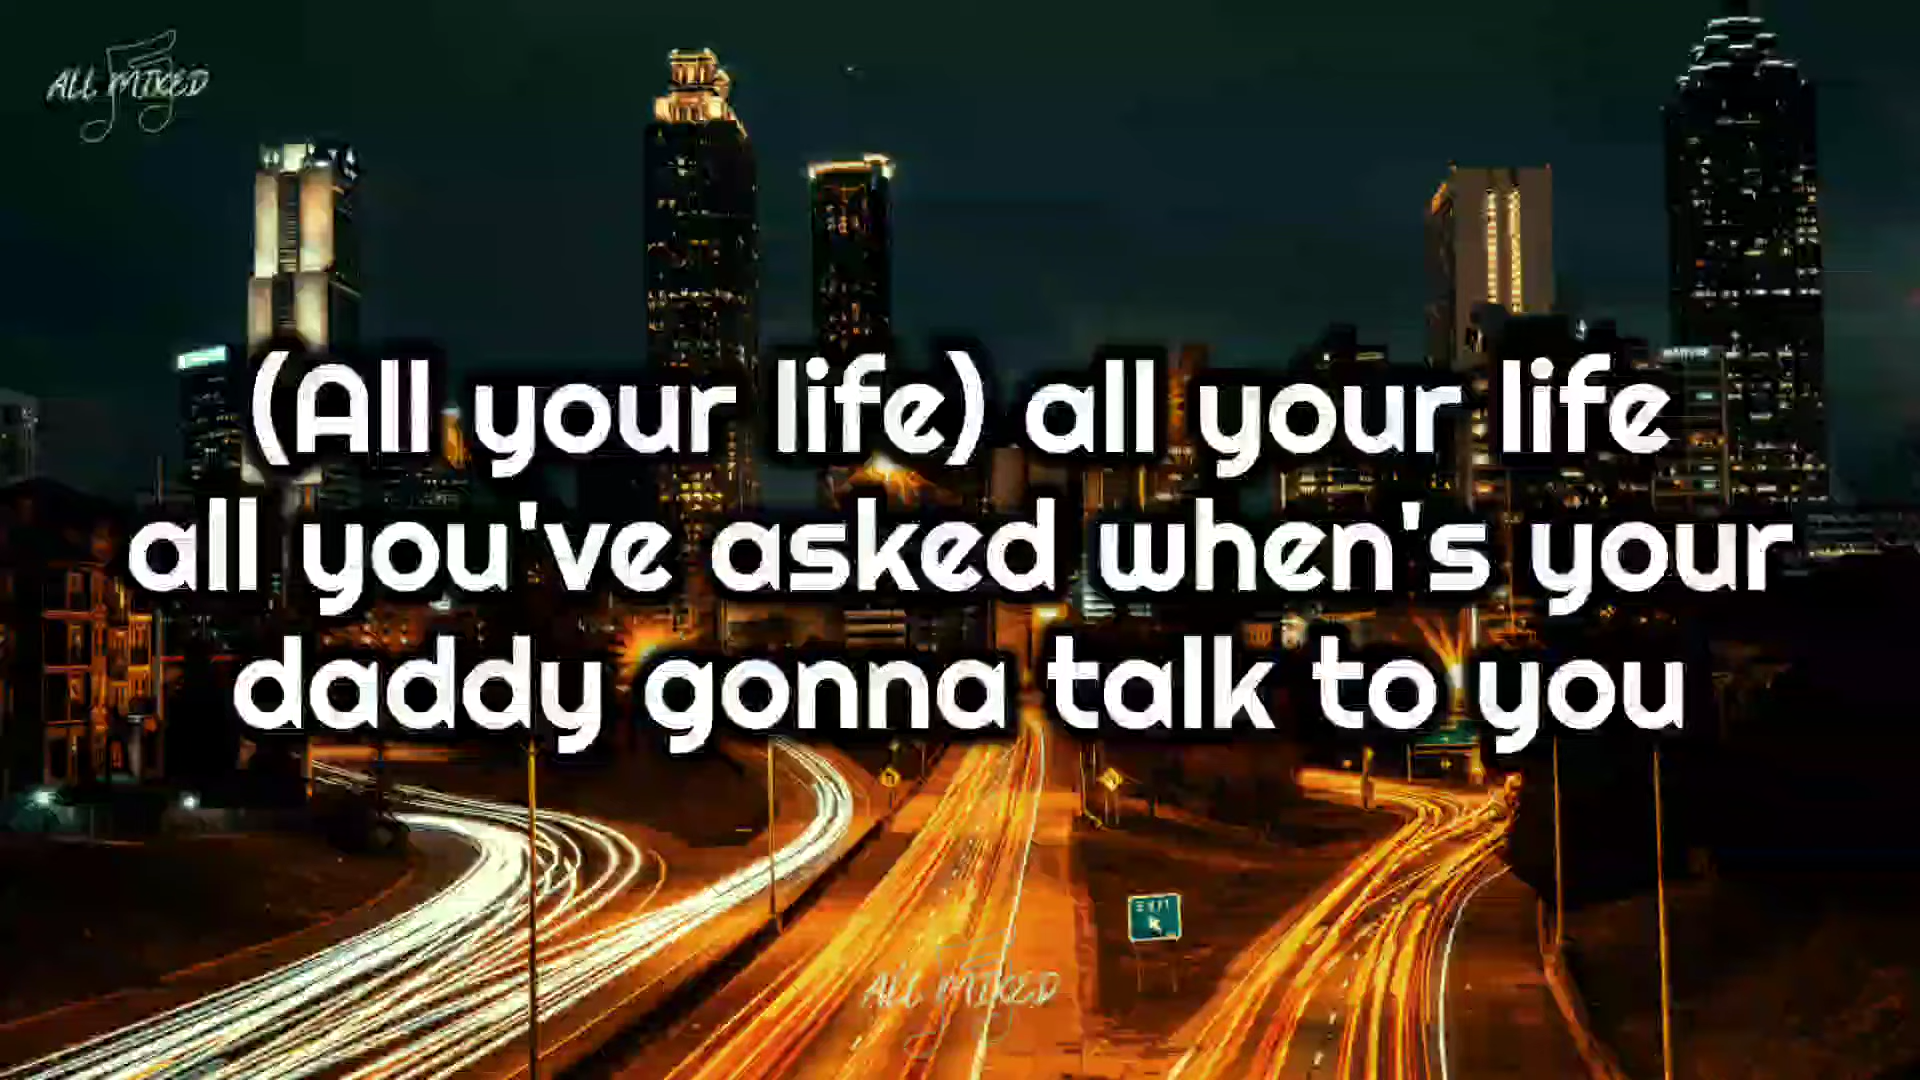 ALL MIXED
(All your life) all your life
all you've asked when's your
daddy gonna talk to you
EXIT
ALL MIXED